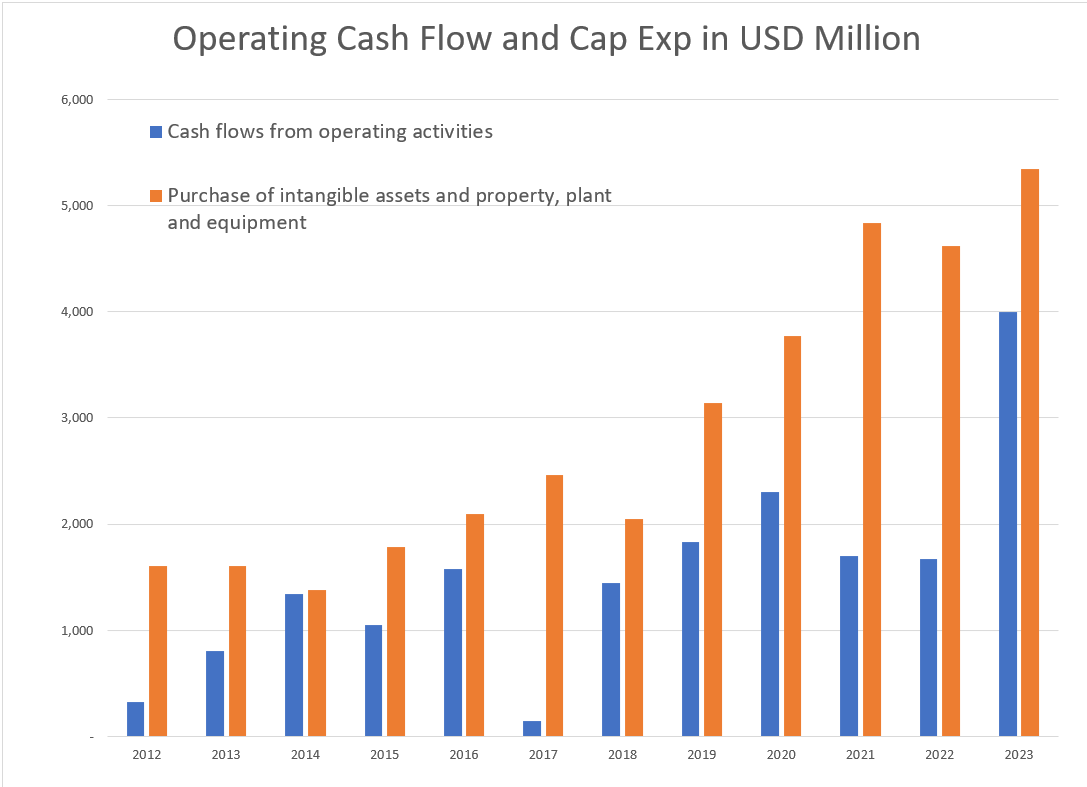 Operating Cash Flow and Cap Exp in USD Million
6,000
Cash flows from operating activities
Purchase of intangible assets and property, plant
and equipment
5,000
4,000
3,000
2,000
1,000
-
2012 2013 2014 2015 2016 2017 2018 2019 2020 2021 2022 2023